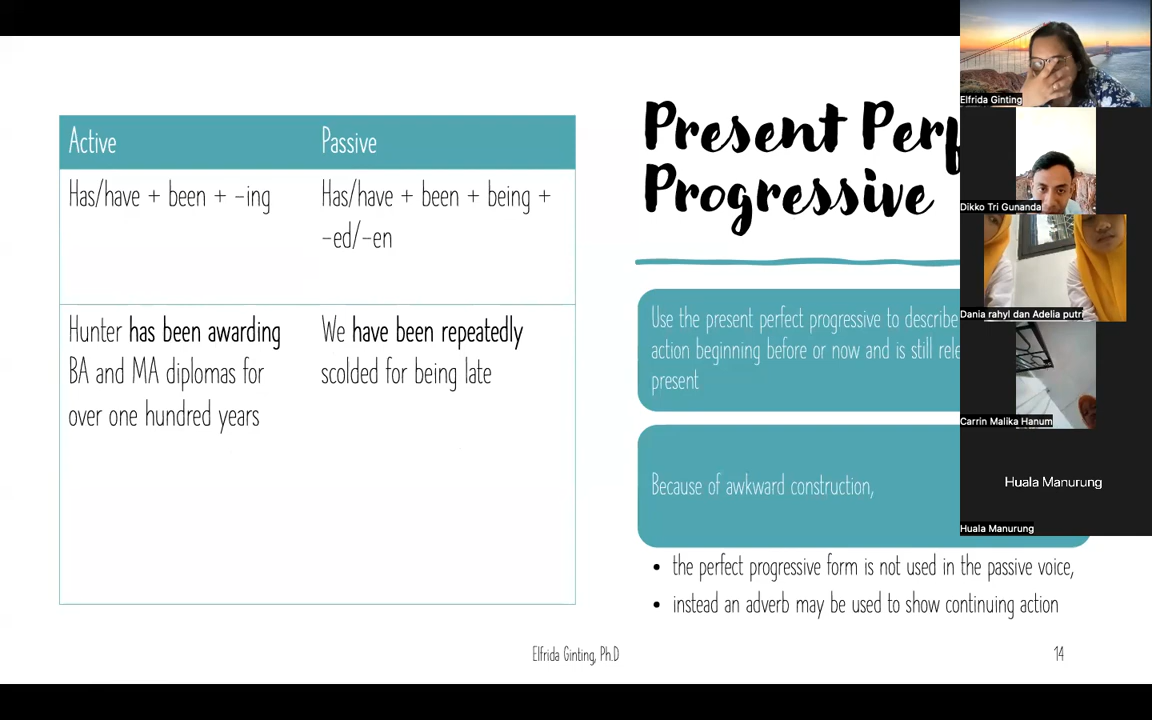 Active Passive
Has/have + been + -ing
Has/have + been + being +
-ed/-en
Hunter has been awarding
BA and MA diplomas for
over one hundred years
We have been repeatedly
scolded for being late
Present
Progressive
Use the present perfect progressive to describe
action beginning before or now and is still
present
Because of awkward construction,
• the perfect progressive form is not used in the passive voice,
• instead an adverb may be used to show continuing action
Elfrida Ginting, Ph.D
14
Elfrida Ginting
Dikko Tri Gunanda
Dania rahyl dan Adelia putri
Carrin Malika Hanum
Huala Manurung
Huala Manurung